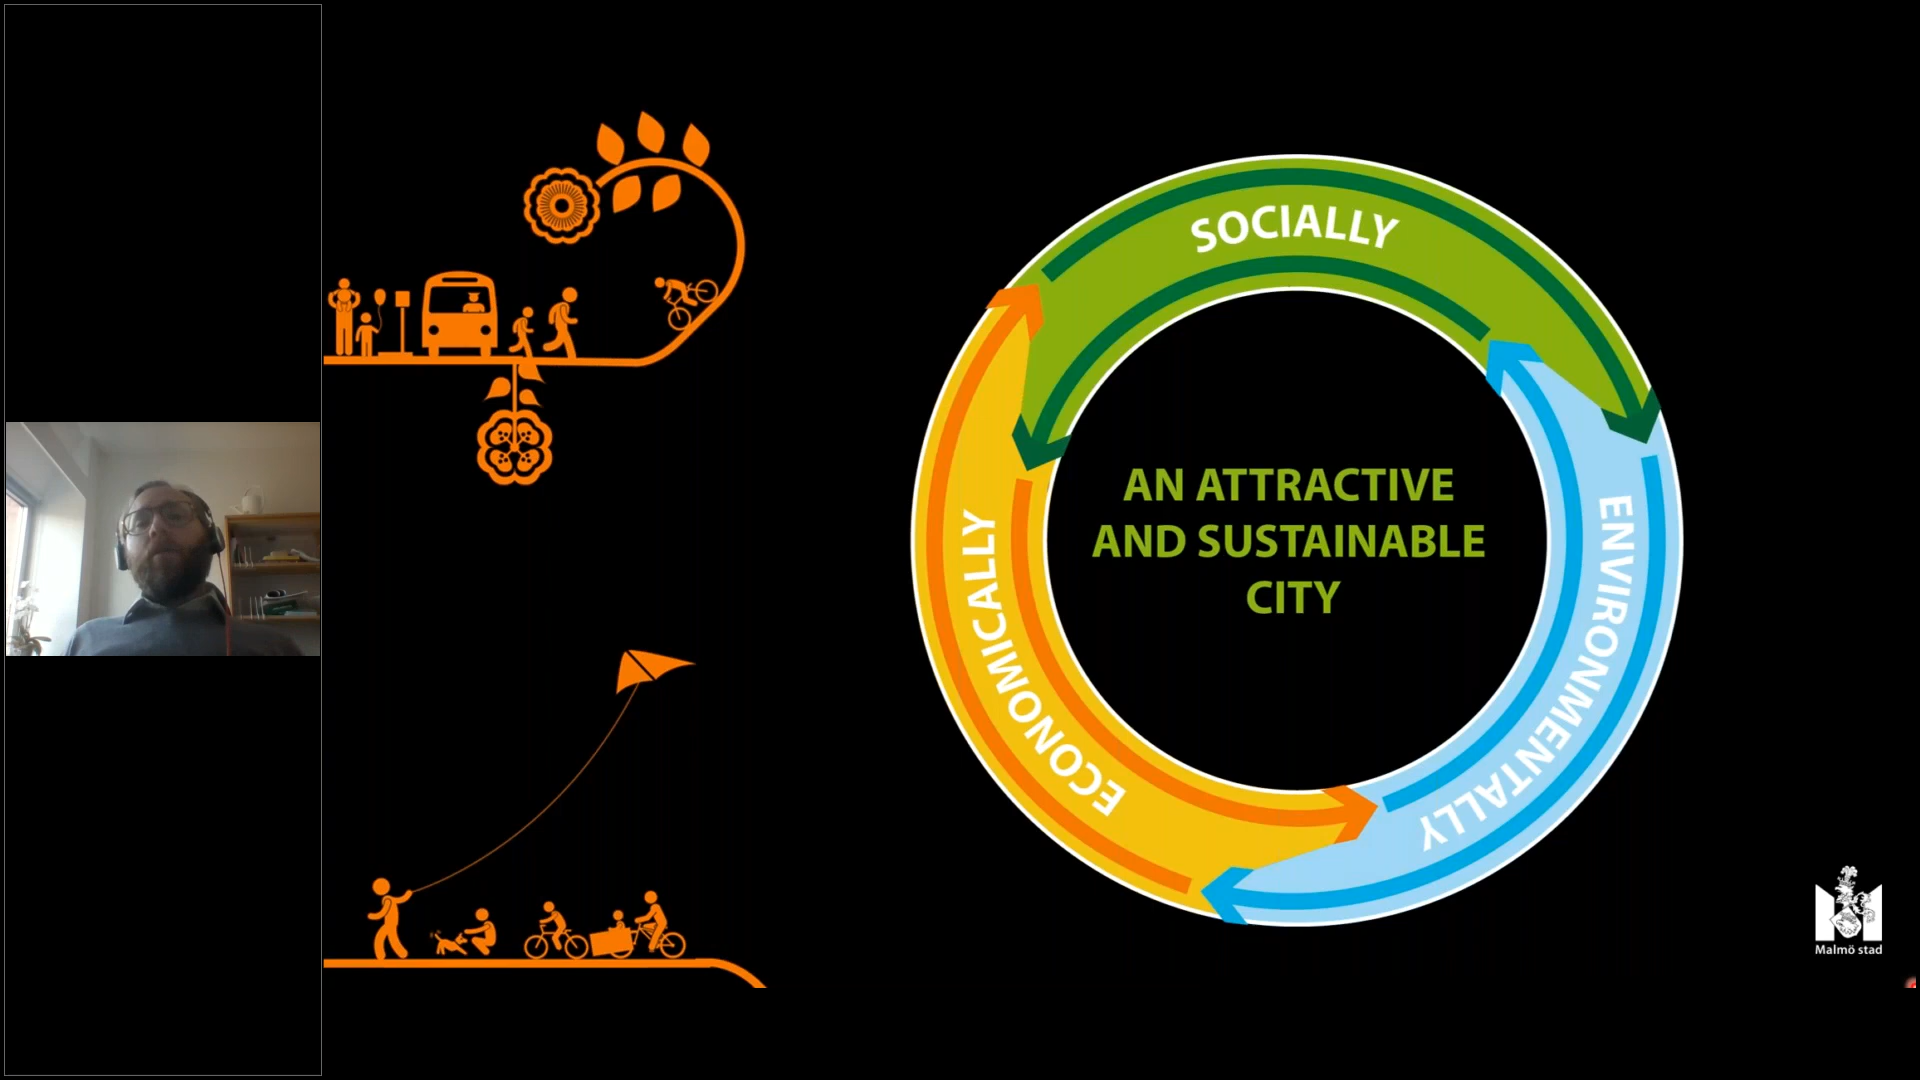 SOCIALLY
ENVIRONMENTALLY
ECONOMICALLY
AN ATTRACTIVE
AND SUSTAINABLE
CITY
Malmö stad